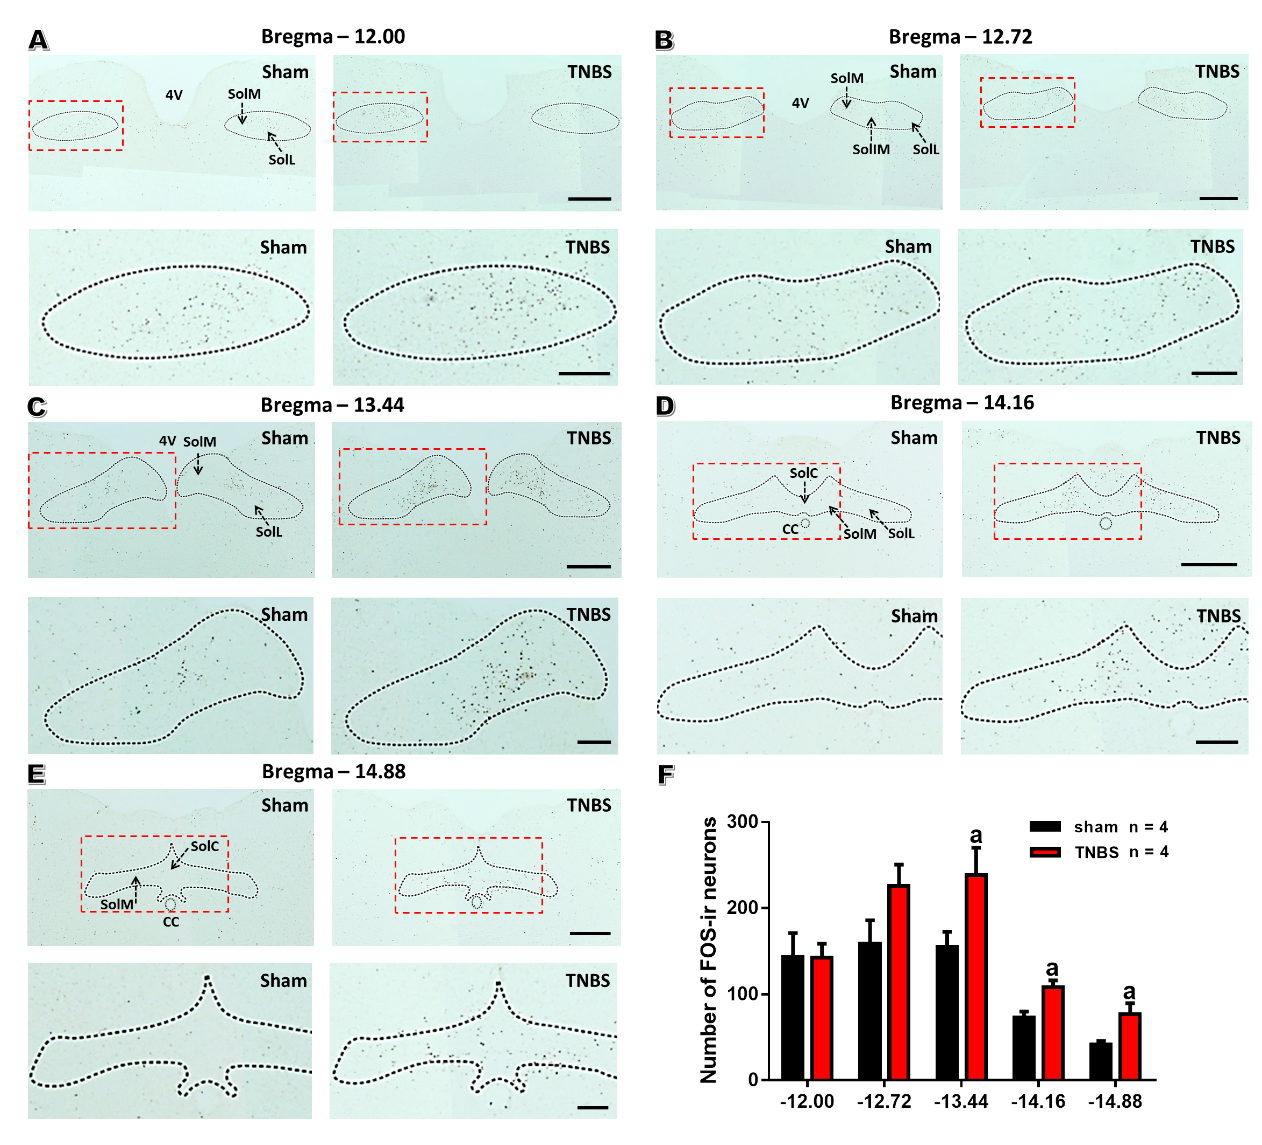 A
Bregma – 12.00
Sham
TNBS
4V
SolM
SolL
Sham
TNBS
B
Bregma – 12.72
Sham
TNBS
SolM
4V
SolIM
SolL
Sham
TNBS
C
Bregma – 13.44
Sham
TNBS
4V
SolM
SolL
Sham
TNBS
D
Bregma – 14.16
Sham
TNBS
SolC
CC
SolM
SolL
Sham
TNBS
E
Bregma – 14.88
Sham
TNBS
SolC
SolM
CC
Sham
TNBS
F
Number of FOS-ir neurons
300
200
100
0
sham n = 4
TNBS n = 4
a
a
a
-12.00
-12.72
-13.44
-14.16
-14.88